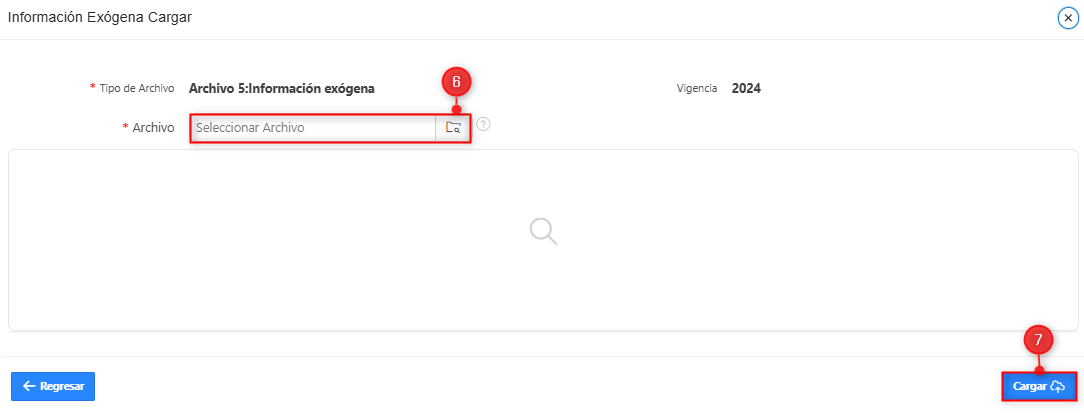 Información Exógena Cargar
* Tipo de Archivo Archivo 5:Información exógena Vigencia 2024
6
* Archivo Seleccionar Archivo ?
7
Regresar Cargar